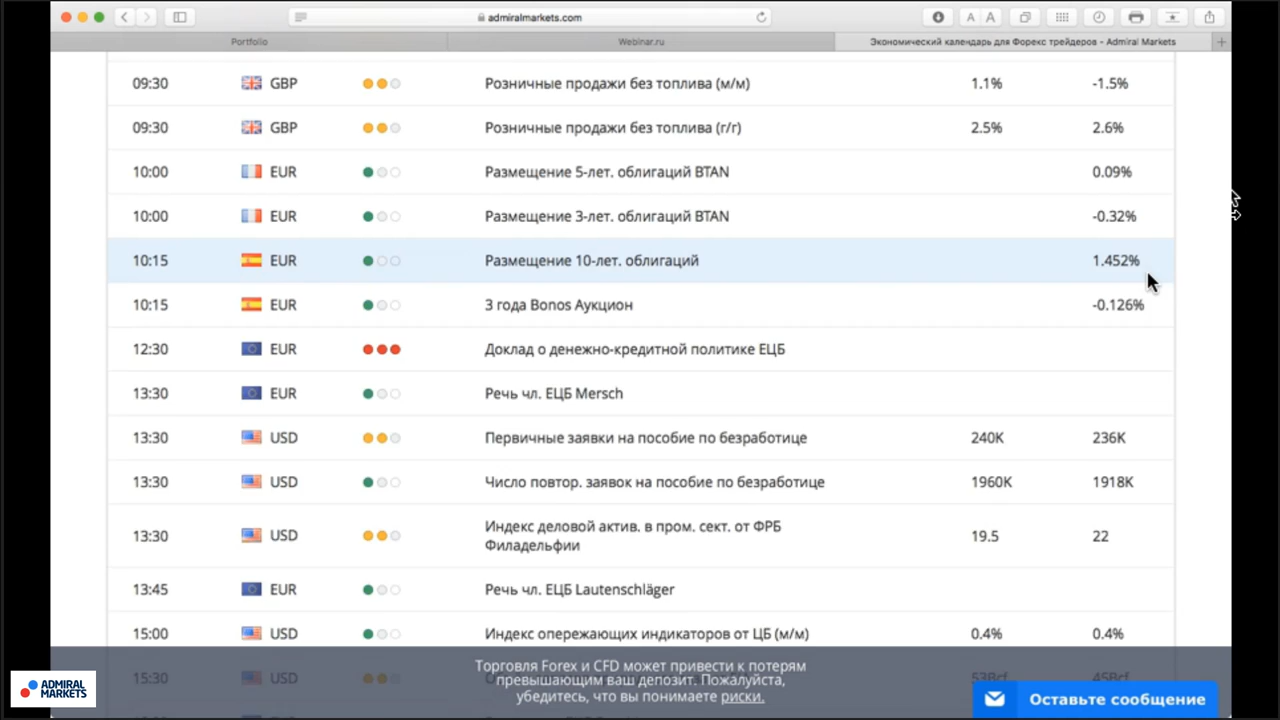 admiralmarkets.com
A A
Portfolio
Webinar.ru
Экономический календарь для Форекс трейдеров - Admiral Markets
09:30 GBP Розничные продажи без топлива (м/м) 1.1% -1.5%
09:30 GBP Розничные продажи без топлива (г/г) 2.5% 2.6%
10:00 EUR Размещение 5-лет. облигаций BTAN 0.09%
10:00 EUR Размещение 3-лет. облигаций BTAN -0.32%
10:15 EUR Размещение 10-лет. облигаций 1.452%
10:15 EUR 3 года Bonos Аукцион -0.126%
12:30 EUR Доклад о денежно-кредитной политике ЕЦБ
13:30 EUR Речь чл. ЕЦБ Mersch
13:30 USD Первичные заявки на пособие по безработице 240K 236K
13:30 USD Число повтор. заявок на пособие по безработице 1960K 1918K
13:30 USD Индекс деловой актив. в пром. сект. от ФРБ 19.5 22
Филадельфии
13:45 EUR Речь чл. ЕЦБ Lautenschläger
15:00 USD Индекс опережающих индикаторов от ЦБ (м/м) 0.4% 0.4%
15:30 USD
Торговля Forex и CFD может привести к потерям
превышающим ваш депозит. Пожалуйста,
убедитесь, что вы понимаете риски.
Оставьте сообщение
ADMIRAL
MARKETS